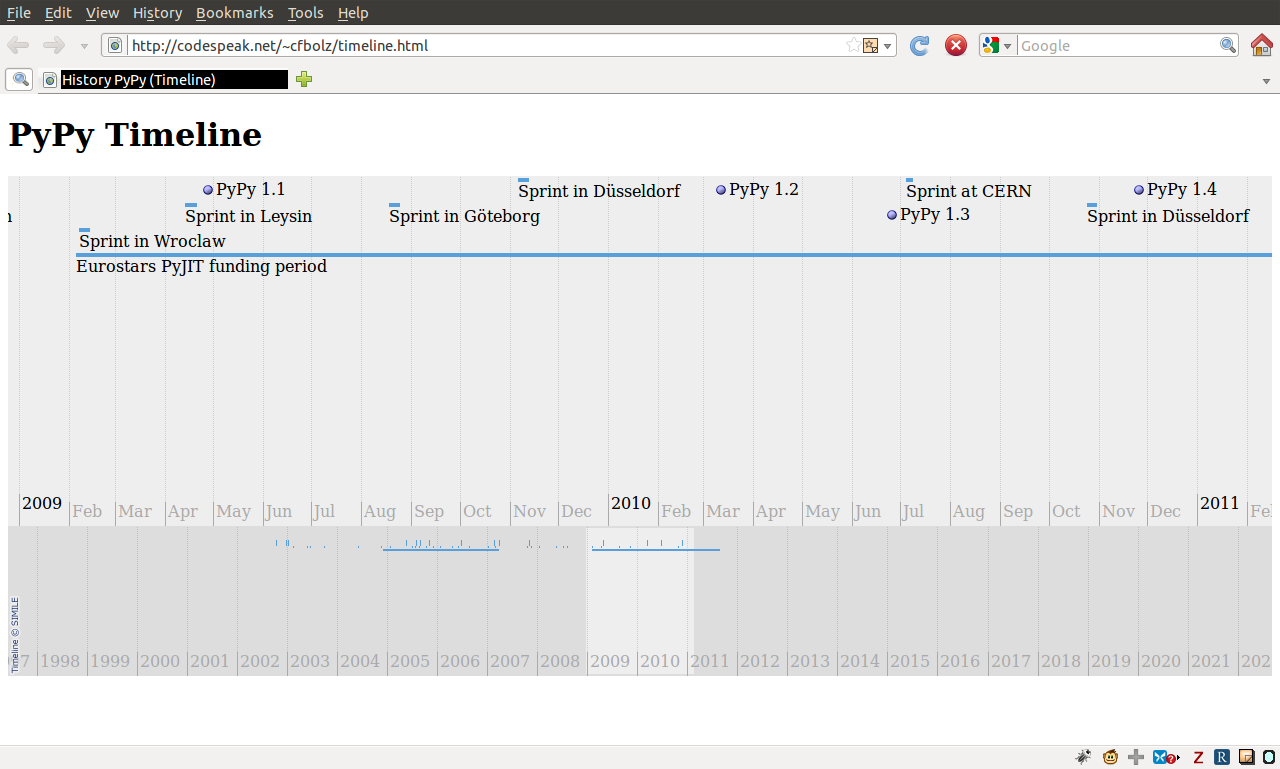 File Edit View History Bookmarks Tools Help
http://codespeak.net/~cfbolz/timeline.html
Google
History PyPy (Timeline)
PyPy Timeline
PyPy 1.1
Sprint in Düsseldorf
PyPy 1.2
Sprint at CERN
PyPy 1.4
n
Sprint in Leysin
Sprint in Göteborg
PyPy 1.3
Sprint in Düsseldorf
Sprint in Wroclaw
Eurostars PyJIT funding period
2009 Feb Mar Apr May Jun Jul Aug Sep Oct Nov Dec 2010 Feb Mar Apr May Jun Jul Aug Sep Oct Nov Dec 2011 Fe
Timeline © SIMILE
7 1998 1999 2000 2001 2002 2003 2004 2005 2006 2007 2008 2009 2010 2011 2012 2013 2014 2015 2016 2017 2018 2019 2020 2021 202
Z R